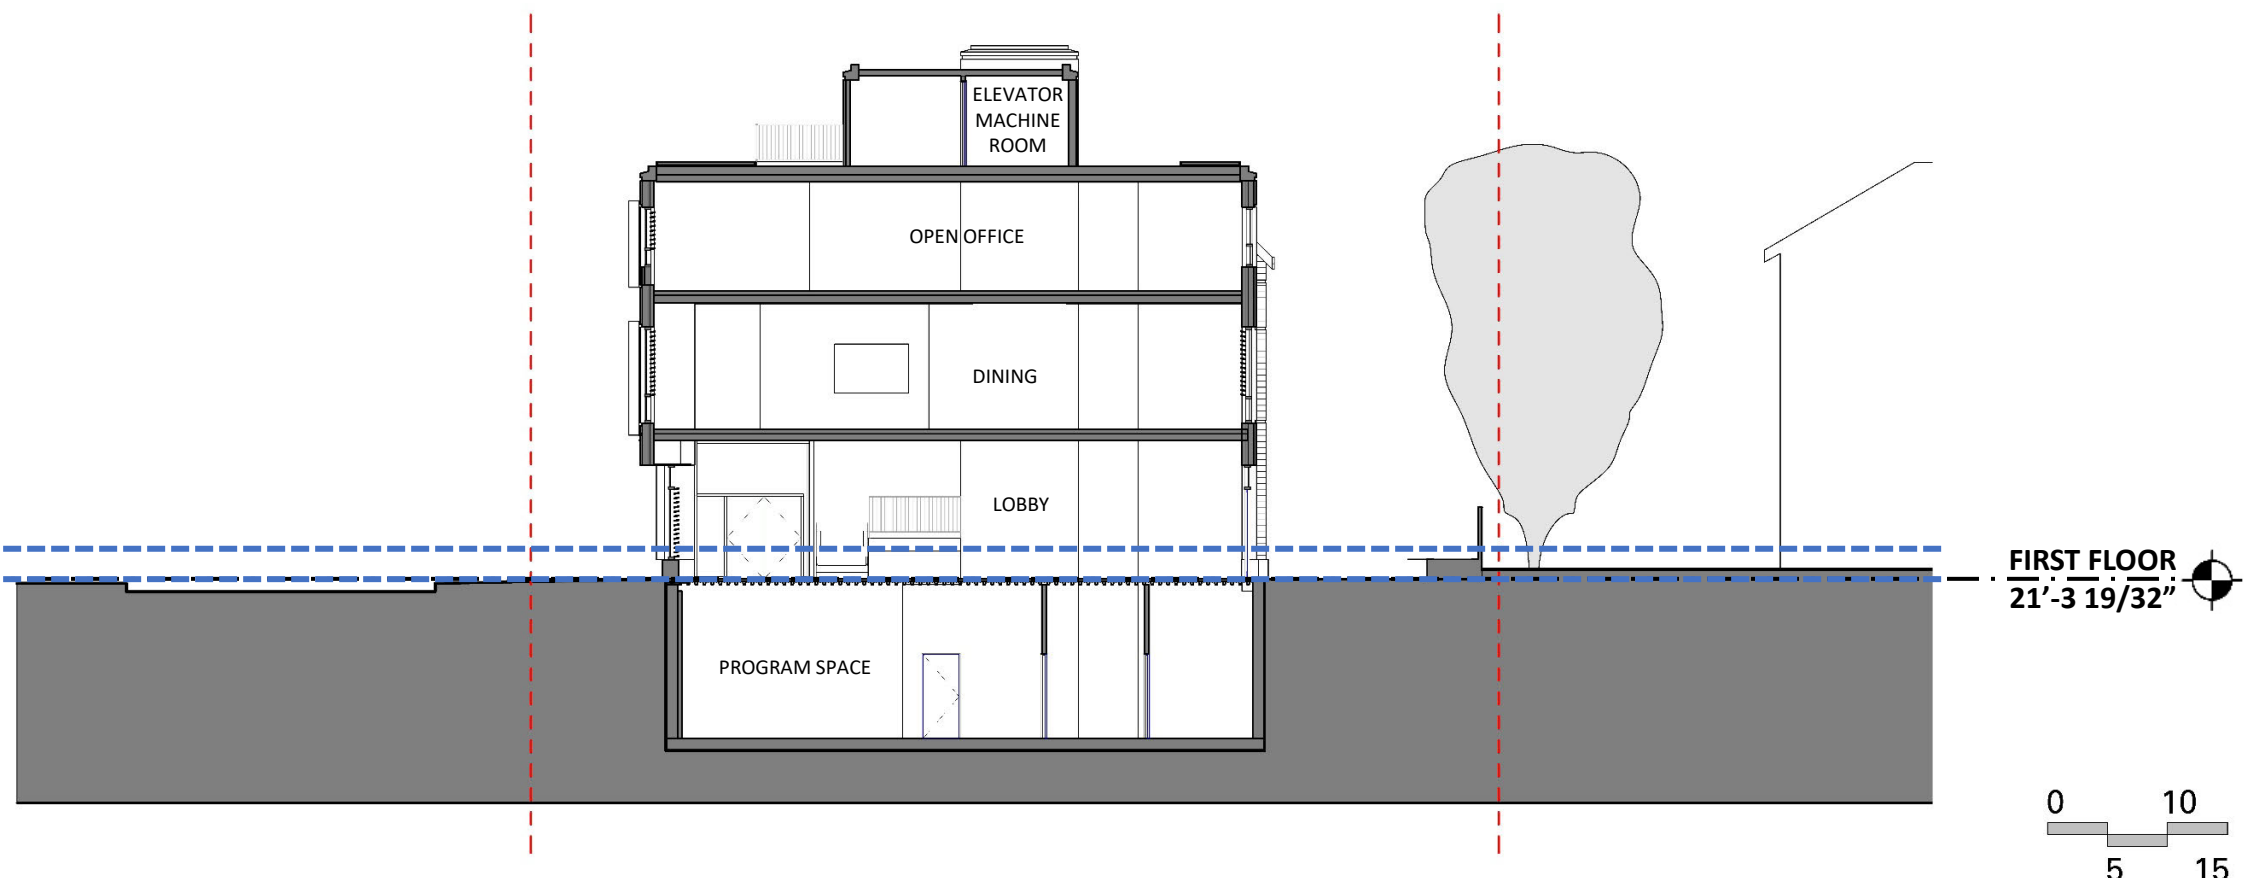 ELEVATOR
MACHINE
ROOM
OPEN OFFICE
DINING
LOBBY
FIRST FLOOR
21’-3 19/32”
PROGRAM SPACE
0 10
5 15